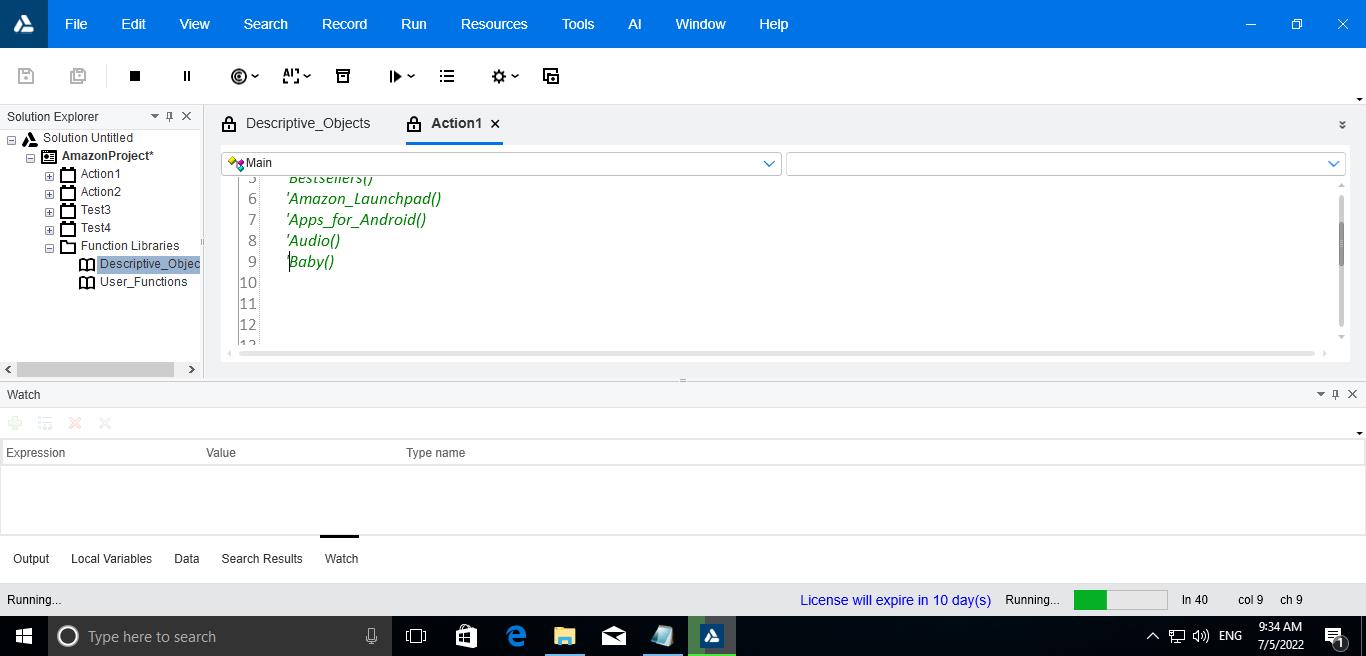 File Edit View Search Record Run Resources Tools AI Window Help
Solution Explorer
Solution Untitled
AmazonProject*
Action1
Action2
Test3
Test4
Function Libraries
Descriptive_Objec
User_Functions
Descriptive_Objects Action1
Main
5 'Bestsellers()
6 'Amazon_Launchpad()
7 'Apps_for_Android()
8 'Audio()
9 'Baby()
10
11
12
13
Watch
Expression Value Type name
Output Local Variables Data Search Results Watch
Running... License will expire in 10 day(s) Running... ln 40 col 9 ch 9
Type here to search ENG 9:34 AM
7/5/2022
1